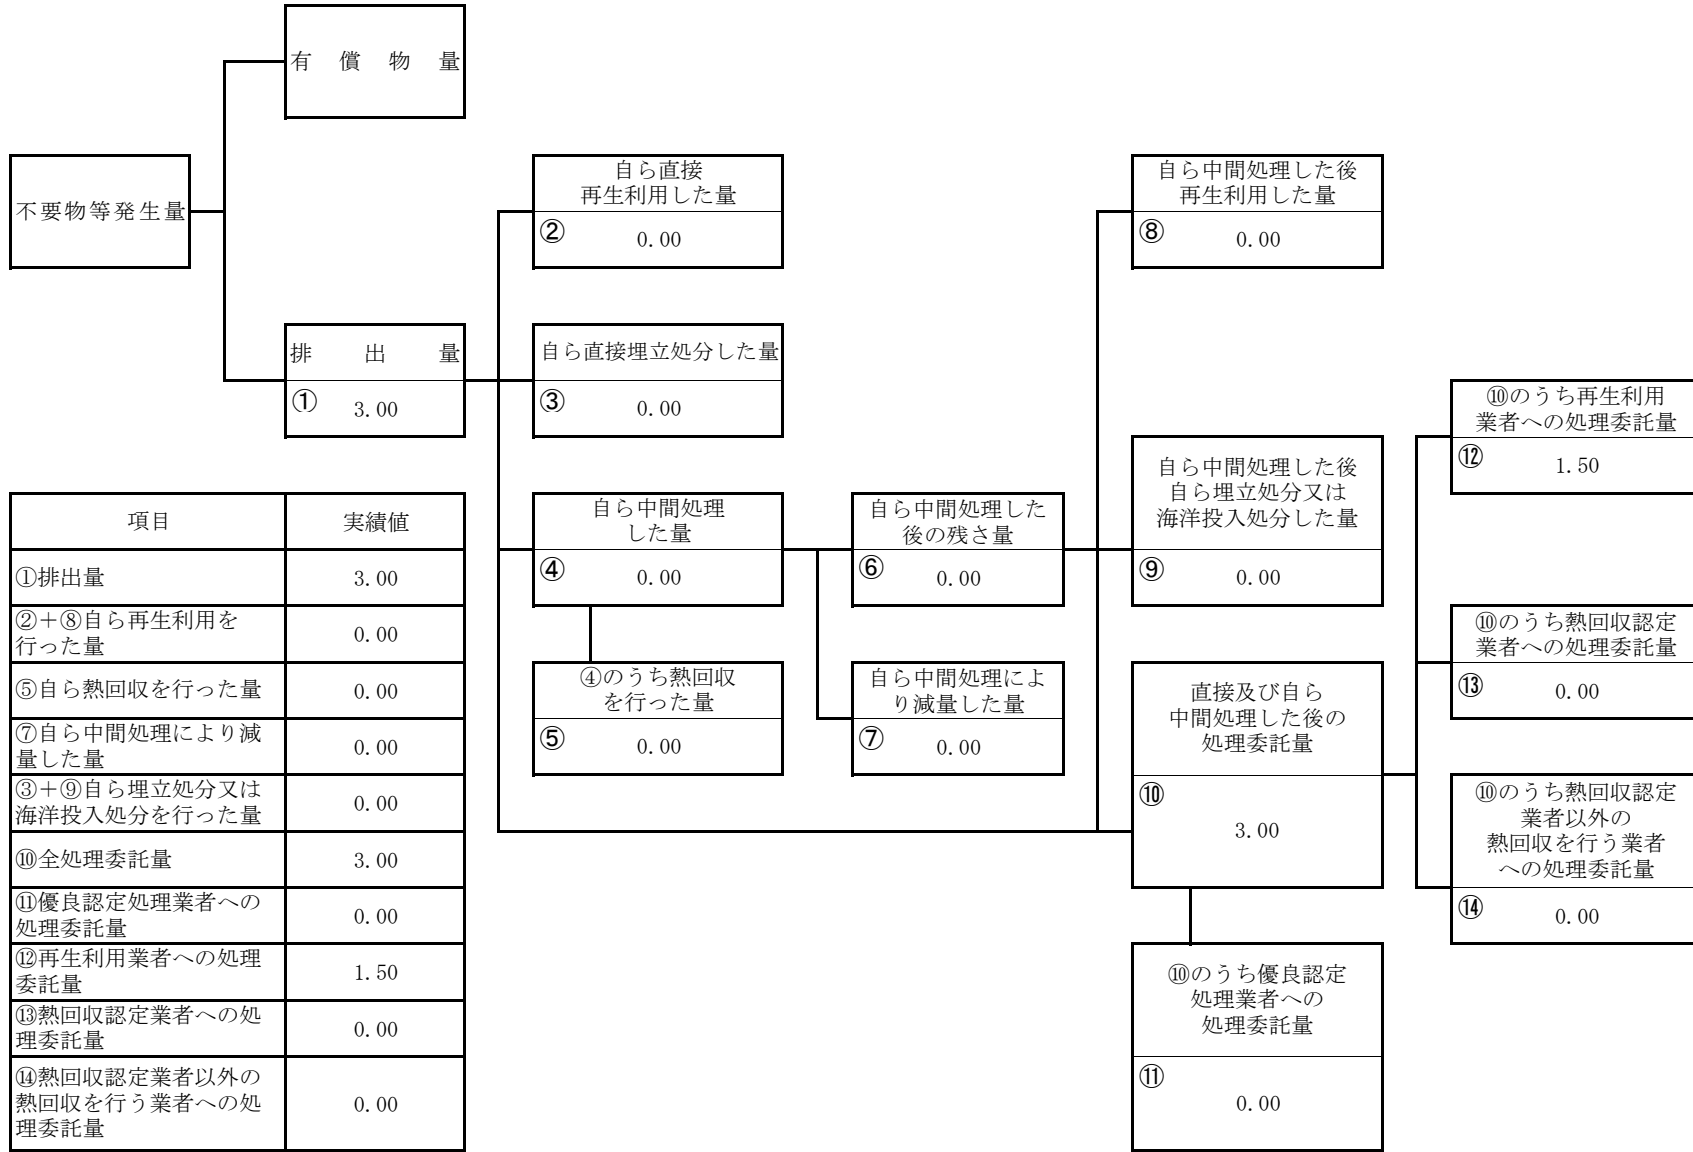 有償物量
不要物等発生量
排出量
① 3.00
自ら直接
再生利用した量
② 0.00
自ら直接埋立処分した量
③ 0.00
自ら中間処理
した量
④ 0.00
④のうち熱回収
を行った量
⑤ 0.00
自ら中間処理した
後の残さ量
⑥ 0.00
自ら中間処理によ
り減量した量
⑦ 0.00
自ら中間処理した後
再生利用した量
⑧ 0.00
自ら中間処理した後
自ら埋立処分又は
海洋投入処分した量
⑨ 0.00
直接及び自ら
中間処理した後の
処理委託量
⑩
3.00
⑩のうち優良認定
処理業者への
処理委託量
⑪
0.00
⑩のうち再生利用
業者への処理委託量
⑫ 1.50
⑩のうち熱回収認定
業者への処理委託量
⑬ 0.00
⑩のうち熱回収認定
業者以外の
熱回収を行う業者
への処理委託量
⑭ 0.00
項目 実績値
①排出量 3.00
②＋⑧自ら再生利用を
行った量 0.00
⑤自ら熱回収を行った量 0.00
⑦自ら中間処理により減
量した量 0.00
③＋⑨自ら埋立処分又は
海洋投入処分を行った量 0.00
⑩全処理委託量 3.00
⑪優良認定処理業者への
処理委託量 0.00
⑫再生利用業者への処理
委託量 1.50
⑬熱回収認定業者への処
理委託量 0.00
⑭熱回収認定業者以外の
熱回収を行う業者への処 0.00
理委託量